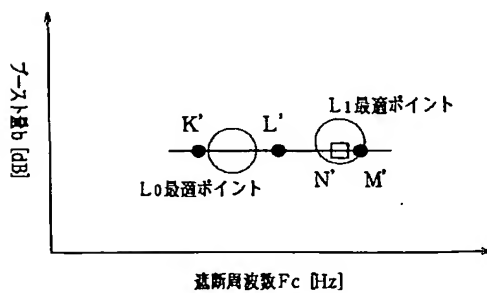 ブースト量b [dB]
L1最適ポイント
K'
L'
L0最適ポイント
N'
M'
遮断周波数Fc [Hz]